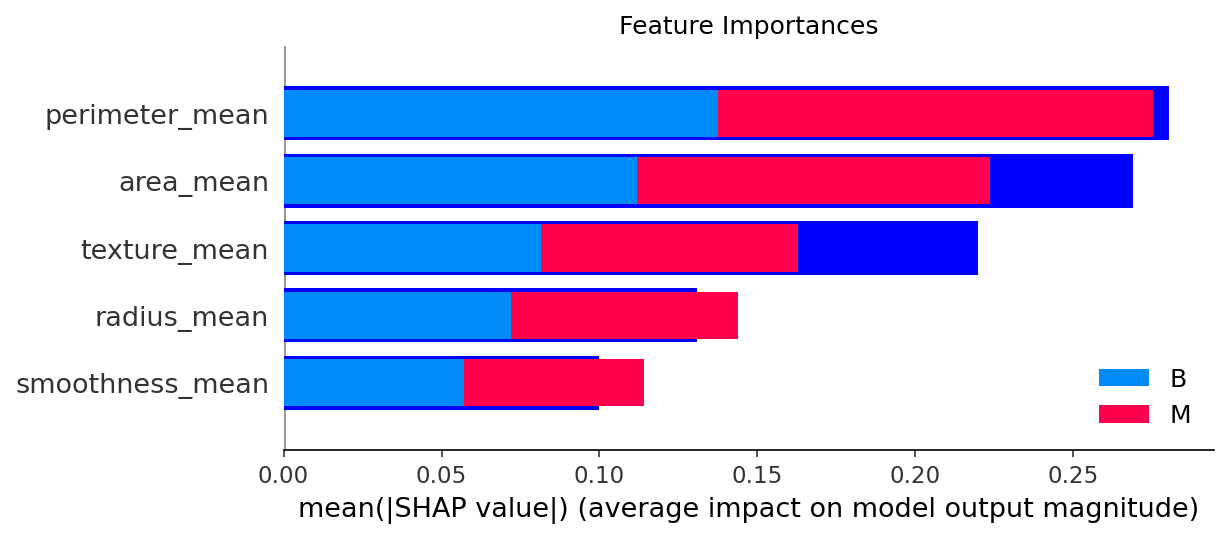 Feature Importances
perimeter_mean
area_mean
texture_mean
radius_mean
smoothness_mean
B
M
0.00 0.05 0.10 0.15 0.20 0.25
mean(|SHAP value|) (average impact on model output magnitude)